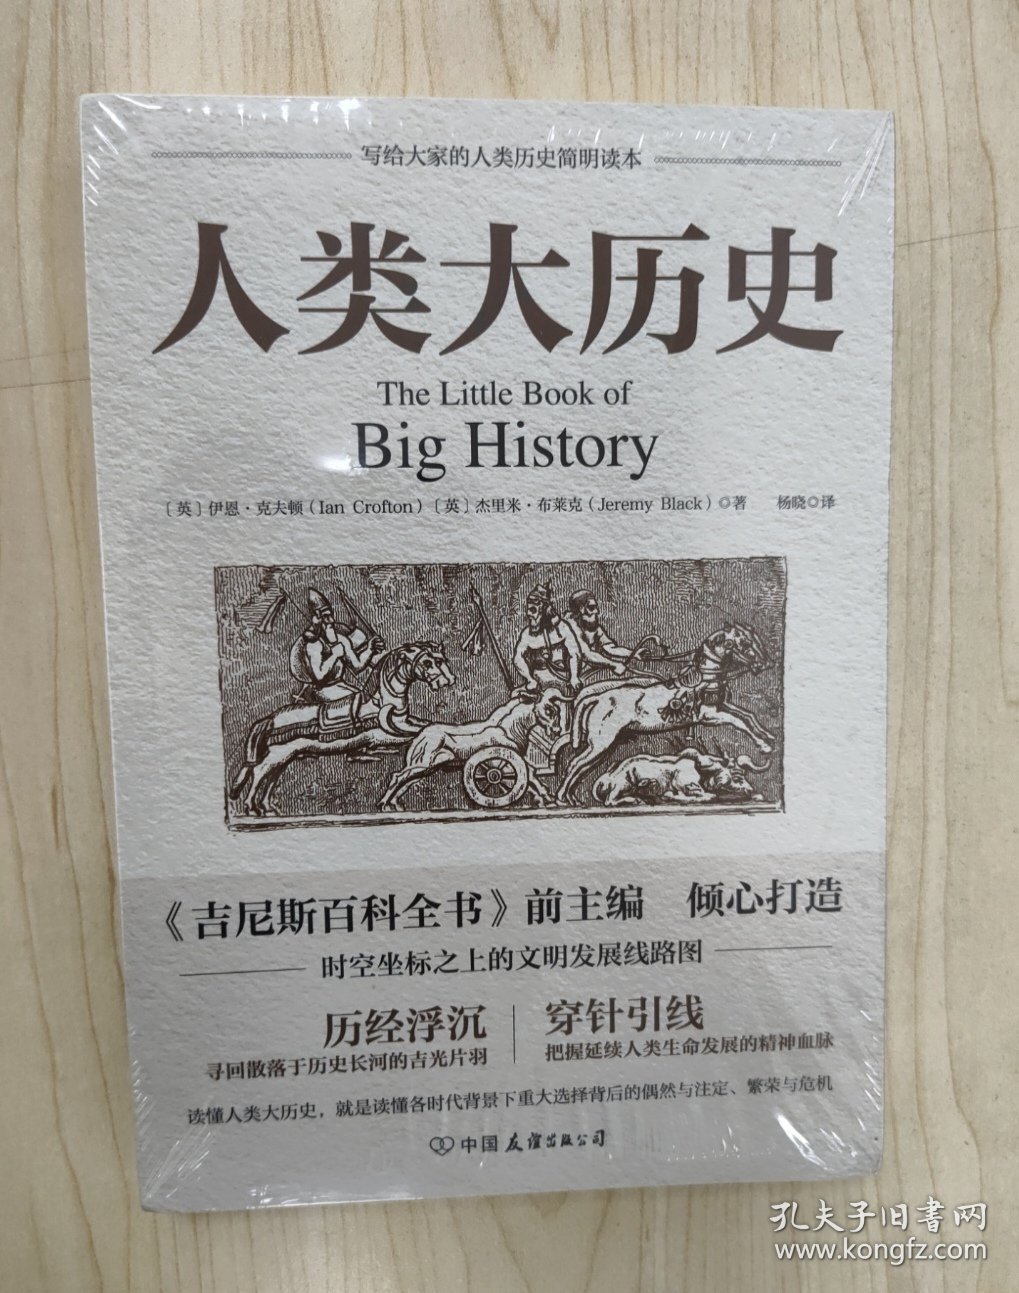 写给大家的人类历史简明读本
人类大历史
The Little Book of
Big History
〔英〕伊恩·克夫顿（Ian Crofton）〔英〕杰里米·布莱克（Jeremy Black）◎著 杨晓◎译
《吉尼斯百科全书》前主编 倾心打造
时空坐标之上的文明发展线路图
历经浮沉
寻回散落于历史长河的吉光片羽
穿针引线
把握延续人类生命发展的精神血脉
读懂人类大历史，就是读懂各时代背景下重大选择背后的偶然与注定、繁荣与危机
中国友谊出版公司
孔夫子旧書网
www.kongfz.com